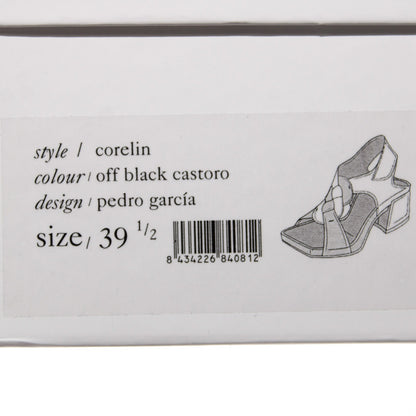 style / corelin
colour / off black castoro
design / pedro garcía
size / 39 1/2
8 434226 840812